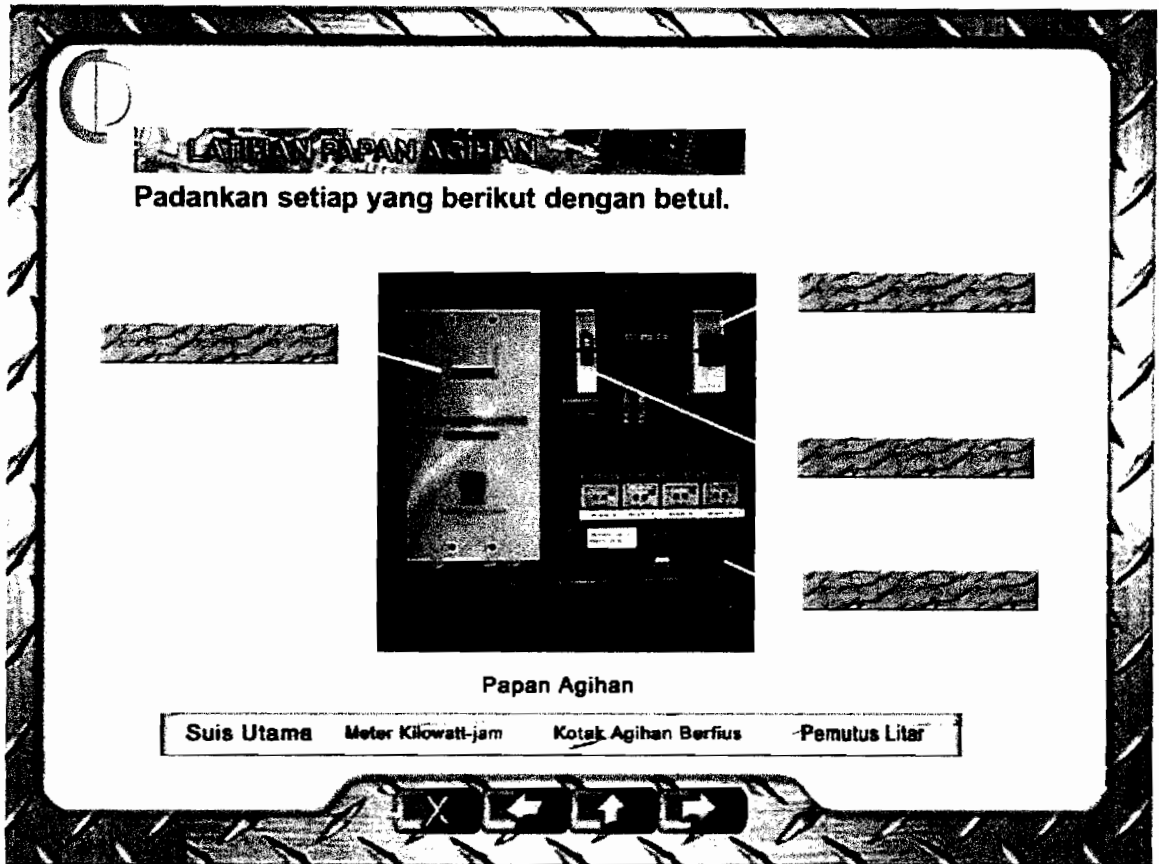 LATIHAN PAPAN AGIHAN
Padankan setiap yang berikut dengan betul.
Papan Agihan
Suis Utama Meter Kilowatt-jam Kotak Agihan Berfius Pemutus Litar
X